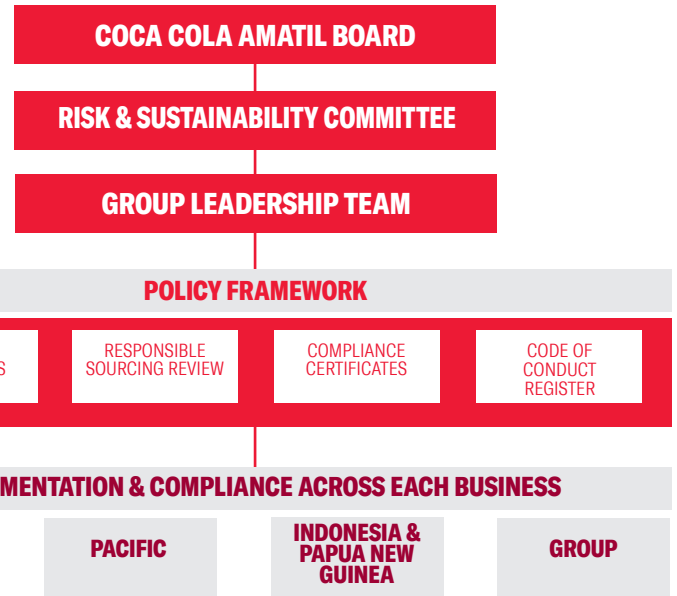 COCA COLA AMATIL BOARD
RISK & SUSTAINABILITY COMMITTEE
GROUP LEADERSHIP TEAM
POLICY FRAMEWORK
S
RESPONSIBLE
SOURCING REVIEW
COMPLIANCE
CERTIFICATES
CODE OF
CONDUCT
REGISTER
MENTATION & COMPLIANCE ACROSS EACH BUSINESS
PACIFIC
INDONESIA &
PAPUA NEW
GUINEA
GROUP